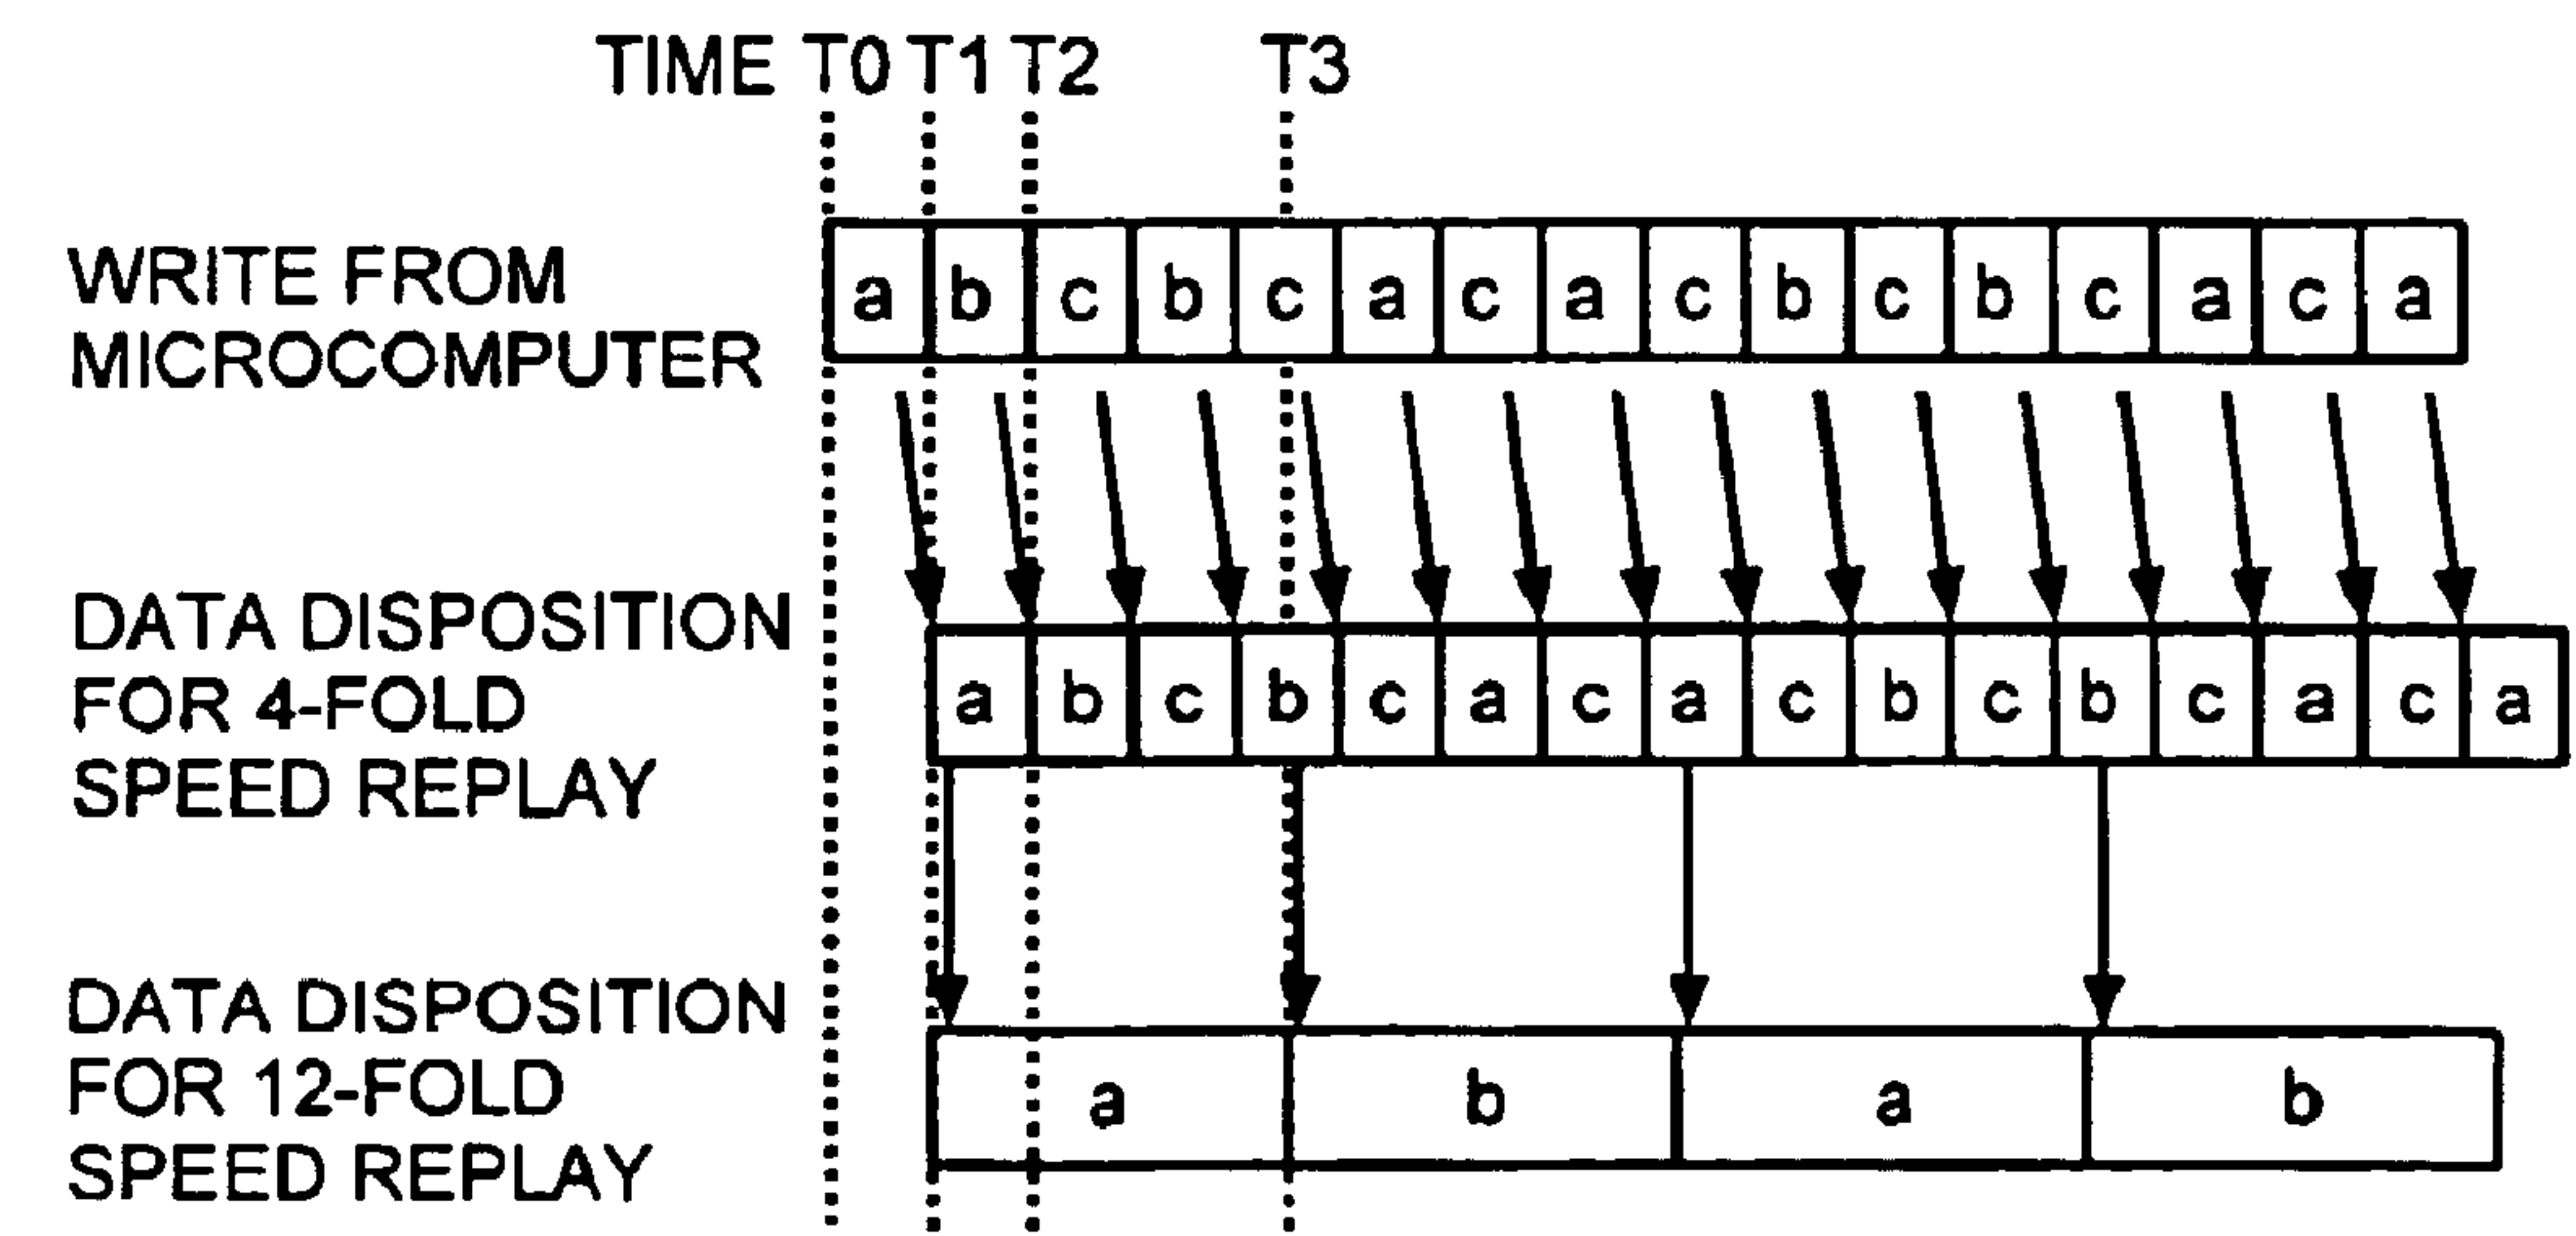 TIME T0 T1 T2 T3
WRITE FROM
MICROCOMPUTER
a b c b c a c a c b c b c a c a
DATA DISPOSITION
FOR 4-FOLD
SPEED REPLAY
a b c b c a c a c b c b c a c a
DATA DISPOSITION
FOR 12-FOLD
SPEED REPLAY
a b a b